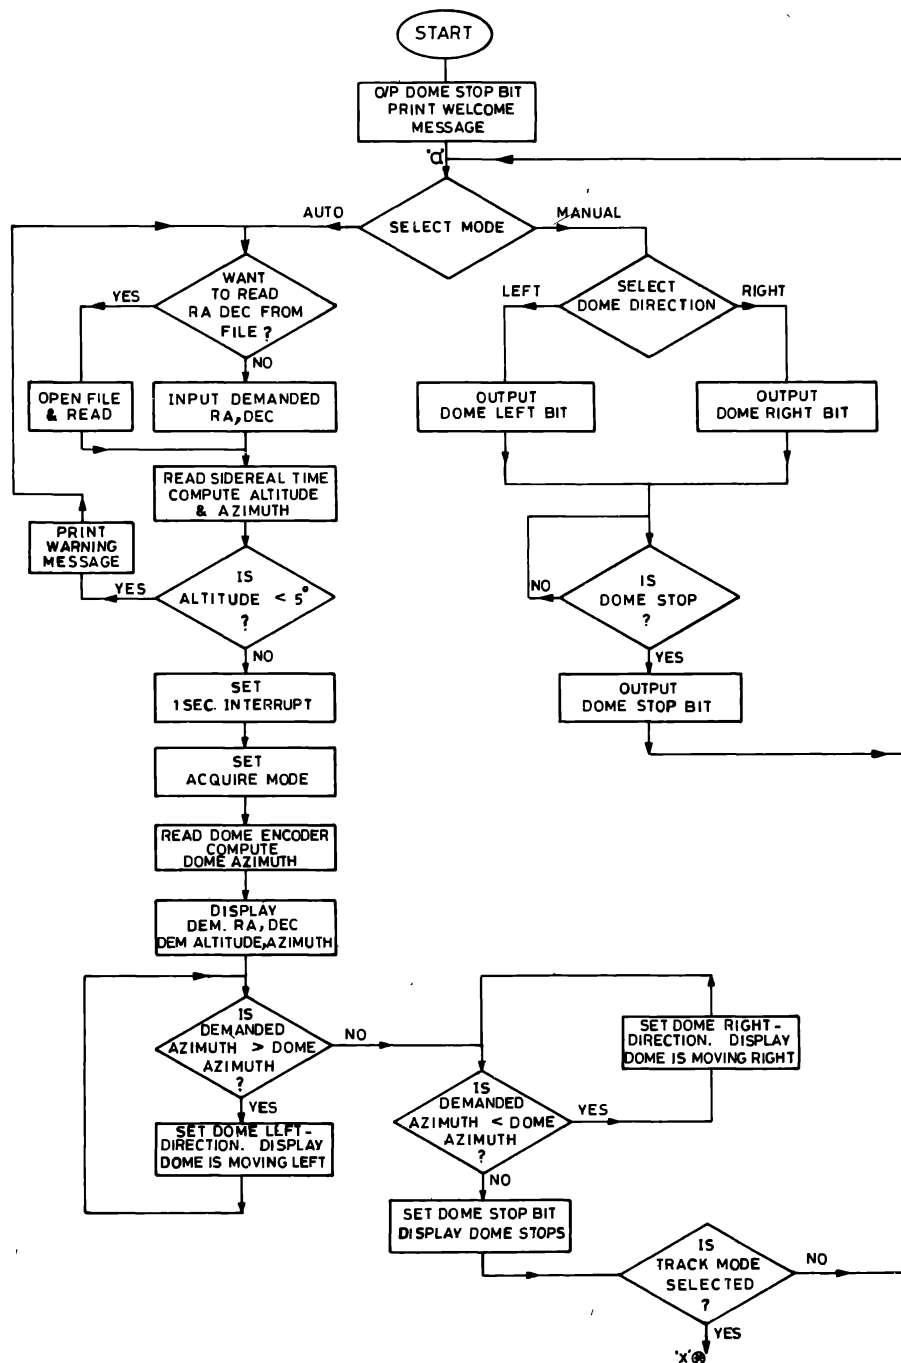 START
O/P DOME STOP BIT
PRINT WELCOME
MESSAGE
'a'
SELECT MODE
AUTO
MANUAL
WANT
TO READ
RA DEC FROM
FILE ?
YES
NO
OPEN FILE
& READ
INPUT DEMANDED
RA, DEC
READ SIDEREAL TIME
COMPUTE ALTITUDE
& AZIMUTH
PRINT
WARNING
MESSAGE
IS
ALTITUDE < 5°
?
YES
NO
SET
1 SEC. INTERRUPT
SET
ACQUIRE MODE
READ DOME ENCODER
COMPUTE
DOME AZIMUTH
DISPLAY
DEM. RA, DEC
DEM ALTITUDE, AZIMUTH
IS
DEMANDED
AZIMUTH > DOME
AZIMUTH
?
NO
YES
SET DOME LEFT-
DIRECTION. DISPLAY
DOME IS MOVING LEFT
SELECT
DOME DIRECTION
LEFT
RIGHT
OUTPUT
DOME LEFT BIT
OUTPUT
DOME RIGHT BIT
IS
DOME STOP
?
NO
YES
OUTPUT
DOME STOP BIT
SET DOME RIGHT-
DIRECTION. DISPLAY
DOME IS MOVING RIGHT
IS
DEMANDED
AZIMUTH < DOME
AZIMUTH
?
YES
NO
SET DOME STOP BIT
DISPLAY DOME STOPS
IS
TRACK MODE
SELECTED
?
NO
YES
'X'⊛